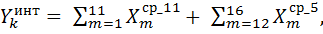 Y_k^инт = ∑_{m=1}^{11} X_m^{ср_11} + ∑_{m=12}^{16} X_m^{ср_5},